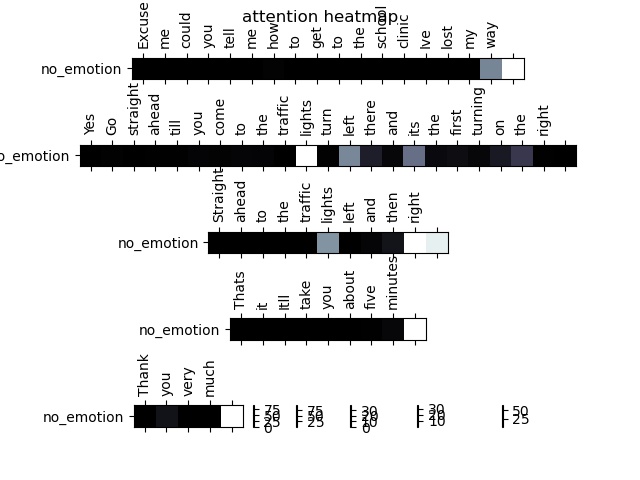 attention heatmap
Excuse me could you tell me how to get to the school clinic Ive lost my way
no_emotion
Yes Go straight ahead till you come to the traffic lights turn left there and its the first turning on the right
o_emotion
Straight ahead to the traffic lights left and then right
no_emotion
Thats it Itll take you about five minutes
no_emotion
Thank you very much
no_emotion
75 75 30 30 50
50 50 20 20 25
25 25 10 10
0 0